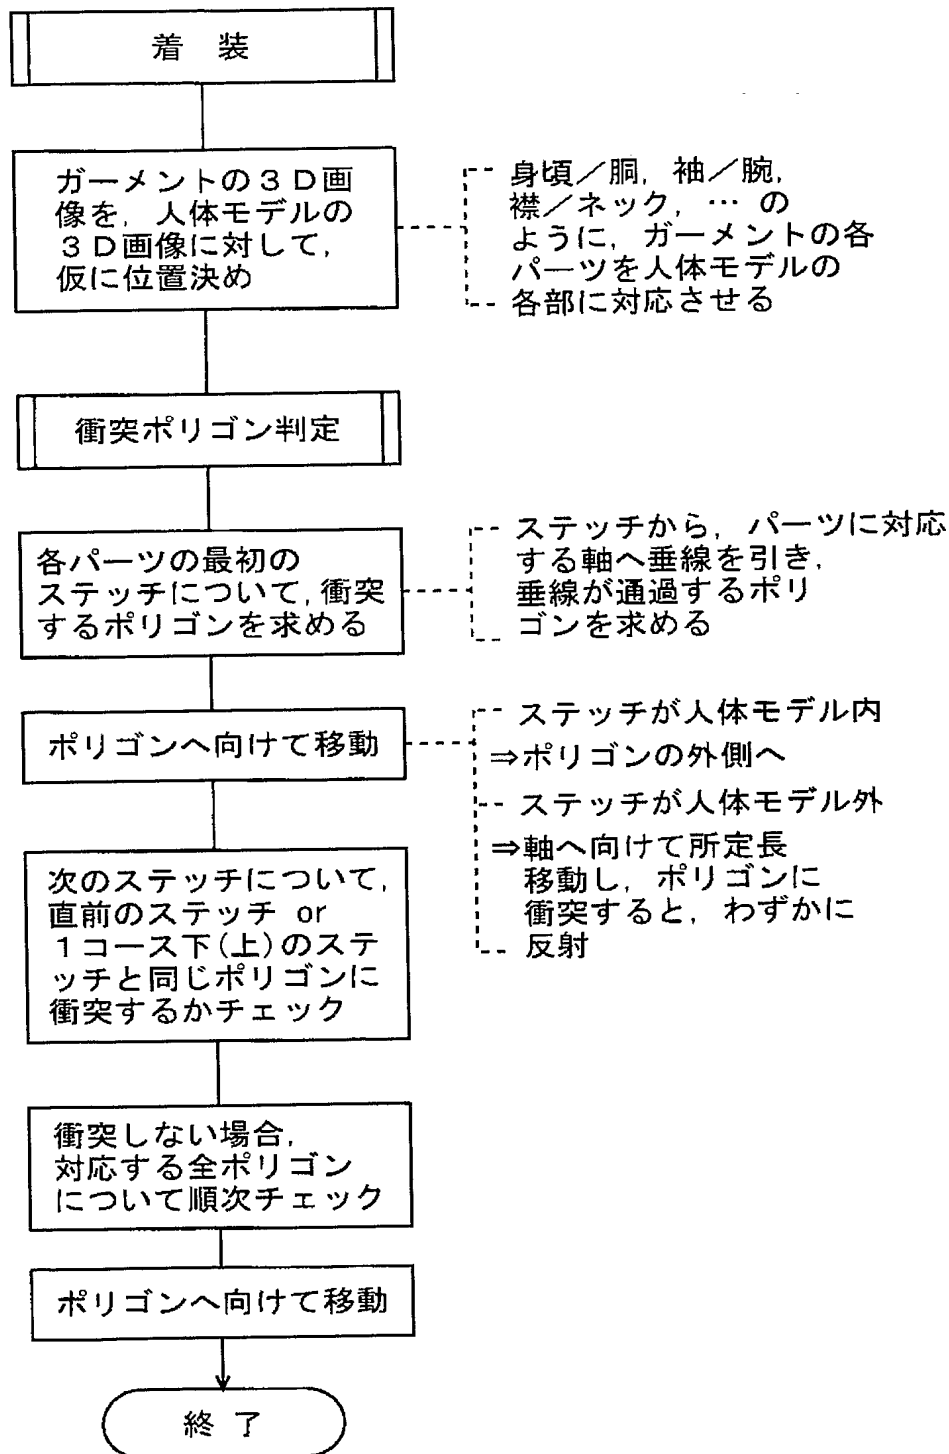 着 装
ガーメントの３Ｄ画
像を，人体モデルの
３Ｄ画像に対して，
仮に位置決め
身頃／胴，袖／腕，
襟／ネック，… の
ように，ガーメントの各
パーツを人体モデルの
各部に対応させる
衝突ポリゴン判定
各パーツの最初の
ステッチについて，衝突
するポリゴンを求める
ステッチから，パーツに対応
する軸へ垂線を引き，
垂線が通過するポリ
ゴンを求める
ポリゴンへ向けて移動
ステッチが人体モデル内
⇒ポリゴンの外側へ
ステッチが人体モデル外
⇒軸へ向けて所定長
移動し，ポリゴンに
衝突すると，わずかに
反射
次のステッチについて，
直前のステッチ or
１コース下(上)のステ
ッチと同じポリゴンに
衝突するかチェック
衝突しない場合，
対応する全ポリゴン
について順次チェック
ポリゴンへ向けて移動
終 了